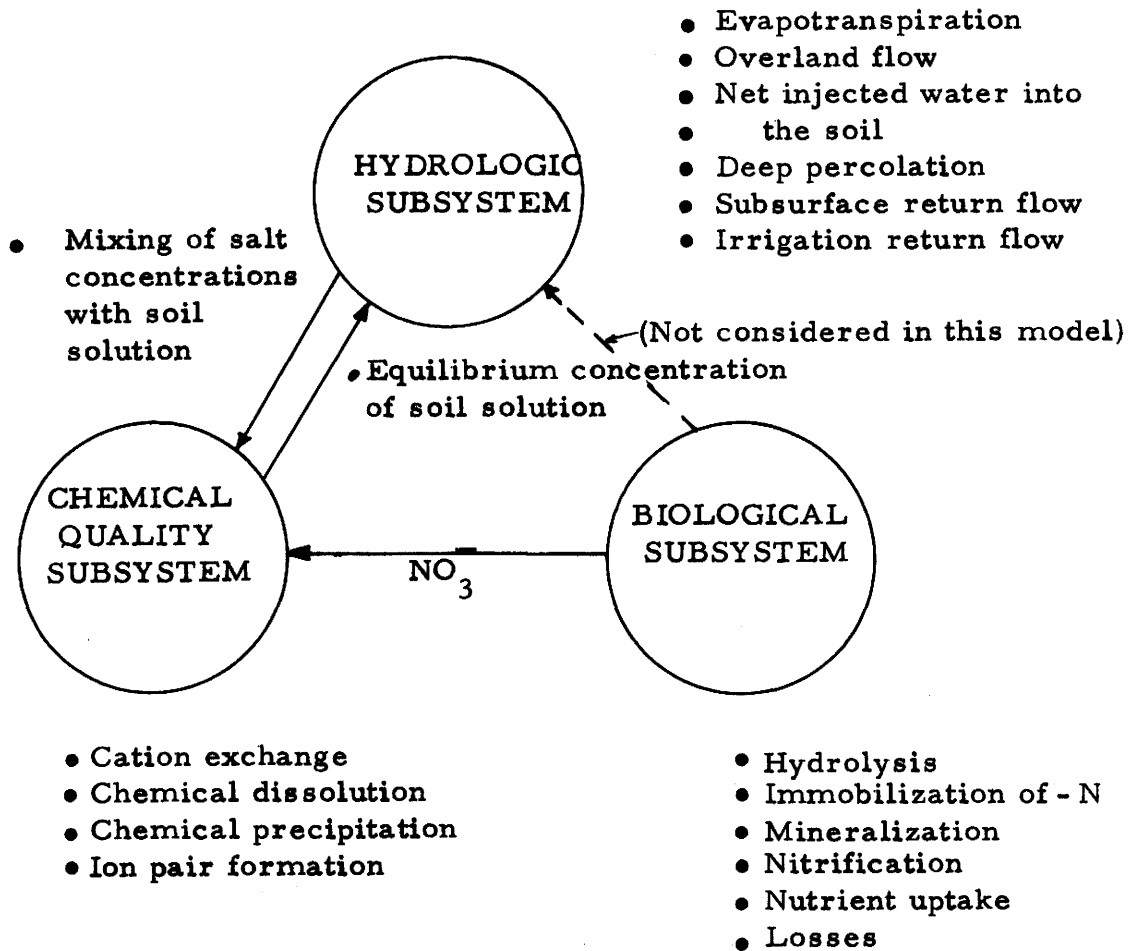 • Evapotranspiration
• Overland flow
• Net injected water into
• the soil
• Deep percolation
• Subsurface return flow
• Irrigation return flow
HYDROLOGIC
SUBSYSTEM
• Mixing of salt
concentrations
with soil
solution
(Not considered in this model)
• Equilibrium concentration
of soil solution
CHEMICAL
QUALITY
SUBSYSTEM
BIOLOGICAL
SUBSYSTEM
NO3
• Cation exchange
• Chemical dissolution
• Chemical precipitation
• Ion pair formation
• Hydrolysis
• Immobilization of - N
• Mineralization
• Nitrification
• Nutrient uptake
• Losses